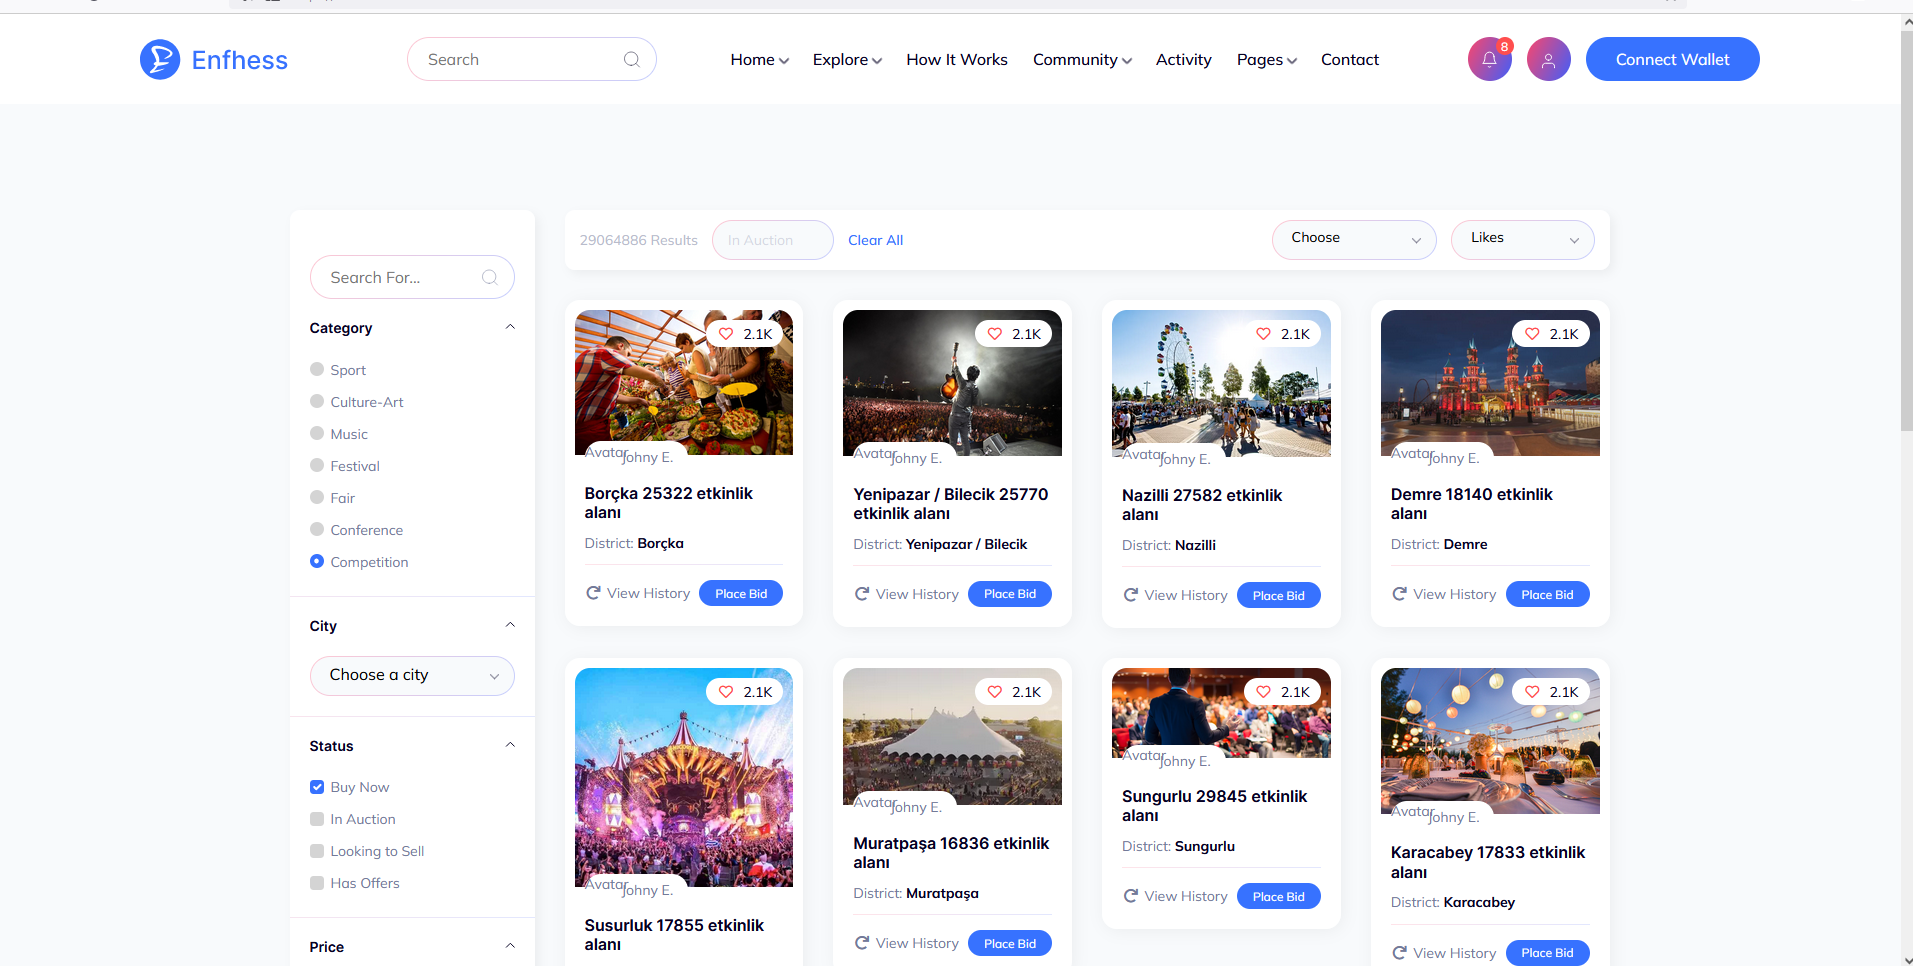 Enfhess
Search
Home
Explore
How It Works
Community
Activity
Pages
Contact
8
Connect Wallet
Search For...
Category
Sport
Culture-Art
Music
Festival
Fair
Conference
Competition
City
Choose a city
Status
Buy Now
In Auction
Looking to Sell
Has Offers
Price
29064886 Results
In Auction
Clear All
Choose
Likes
2.1K
Avatar
Johny E.
Borçka 25322 etkinlik
alanı
District: Borçka
View History
Place Bid
2.1K
Avatar
Johny E.
Yenipazar / Bilecik 25770
etkinlik alanı
District: Yenipazar / Bilecik
View History
Place Bid
2.1K
Avatar
Johny E.
Nazilli 27582 etkinlik
alanı
District: Nazilli
View History
Place Bid
2.1K
Avatar
Johny E.
Demre 18140 etkinlik
alanı
District: Demre
View History
Place Bid
2.1K
Avatar
Johny E.
Susurluk 17855 etkinlik
alanı
2.1K
Avatar
Johny E.
Muratpaşa 16836 etkinlik
alanı
District: Muratpaşa
View History
Place Bid
2.1K
Avatar
Johny E.
Sungurlu 29845 etkinlik
alanı
District: Sungurlu
View History
Place Bid
2.1K
Avatar
Johny E.
Karacabey 17833 etkinlik
alanı
District: Karacabey
View History
Place Bid